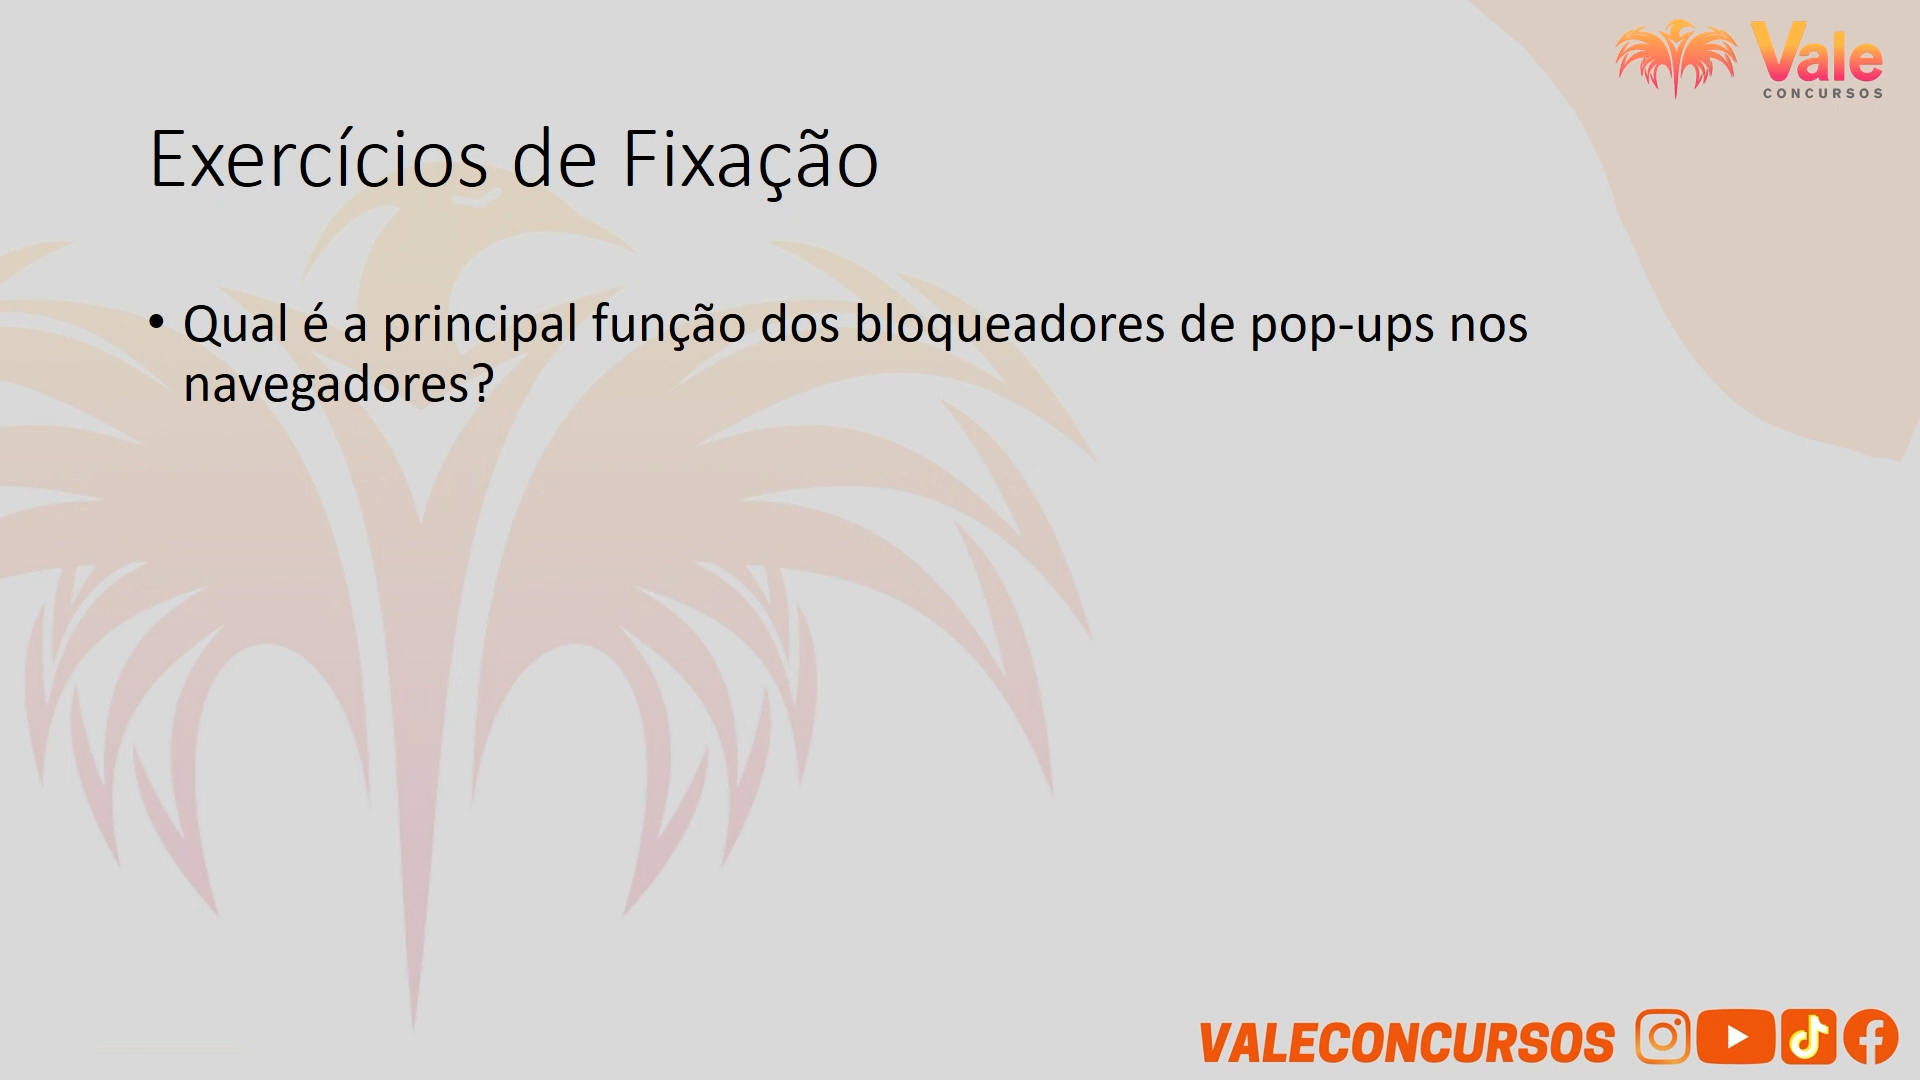 Vale
CONCURSOS
Exercícios de Fixação
• Qual é a principal função dos bloqueadores de pop-ups nos
navegadores?
VALECONCURSOS